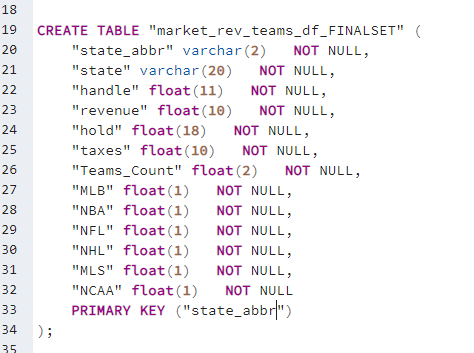 18
19 CREATE TABLE "market_rev_teams_df_FINALSET" (
20 "state_abbr" varchar(2) NOT NULL,
21 "state" varchar(20) NOT NULL,
22 "handle" float(11) NOT NULL,
23 "revenue" float(10) NOT NULL,
24 "hold" float(18) NOT NULL,
25 "taxes" float(10) NOT NULL,
26 "Teams_Count" float(2) NOT NULL,
27 "MLB" float(1) NOT NULL,
28 "NBA" float(1) NOT NULL,
29 "NFL" float(1) NOT NULL,
30 "NHL" float(1) NOT NULL,
31 "MLS" float(1) NOT NULL,
32 "NCAA" float(1) NOT NULL
33 PRIMARY KEY ("state_abbr")
34 );
35